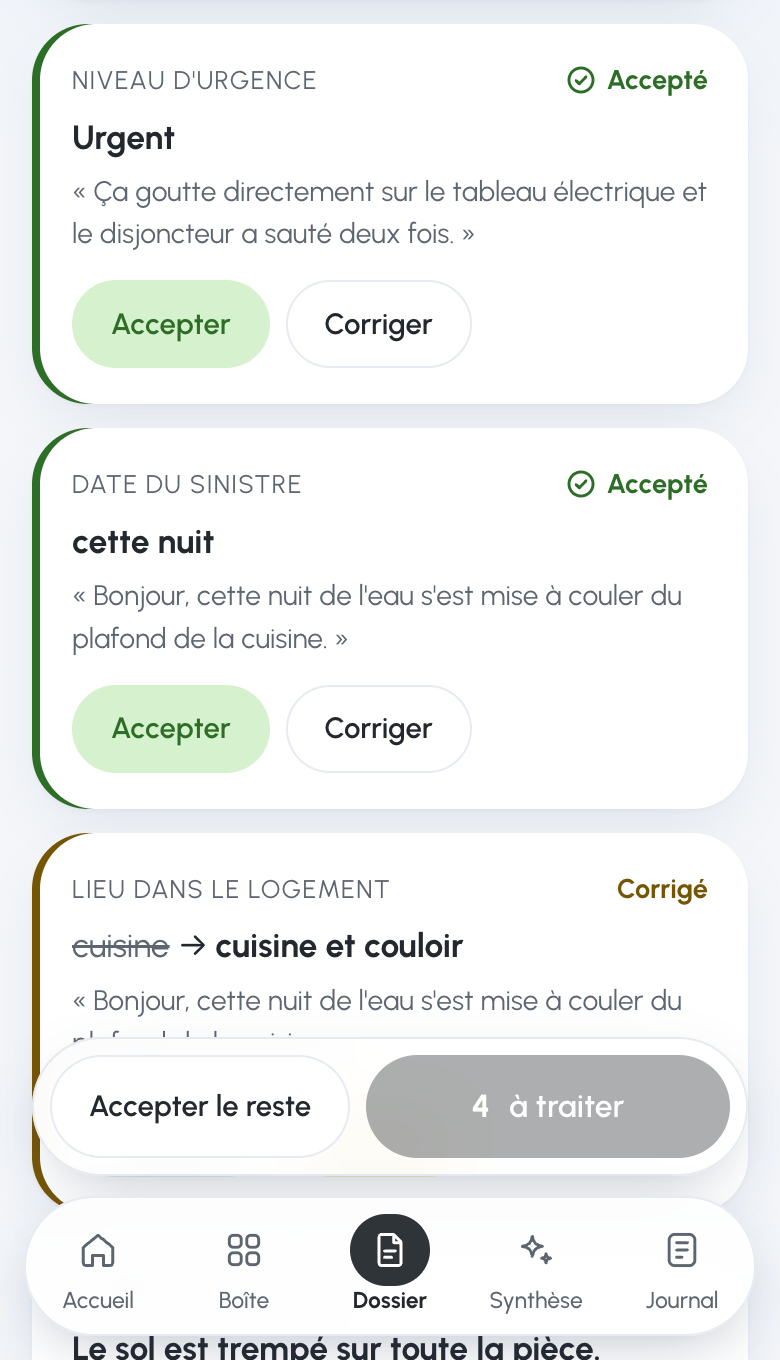 NIVEAU D'URGENCE
Accepté
Urgent
« Ça goutte directement sur le tableau électrique et
le disjoncteur a sauté deux fois. »
Accepter
Corriger
DATE DU SINISTRE
Accepté
cette nuit
« Bonjour, cette nuit de l'eau s'est mise à couler du
plafond de la cuisine. »
Accepter
Corriger
LIEU DANS LE LOGEMENT
Corrigé
cuisine → cuisine et couloir
« Bonjour, cette nuit de l'eau s'est mise à couler du
Accepter le reste
4 à traiter
Accueil
Boîte
Dossier
Synthèse
Journal
Le sol est trempé sur toute la pièce.